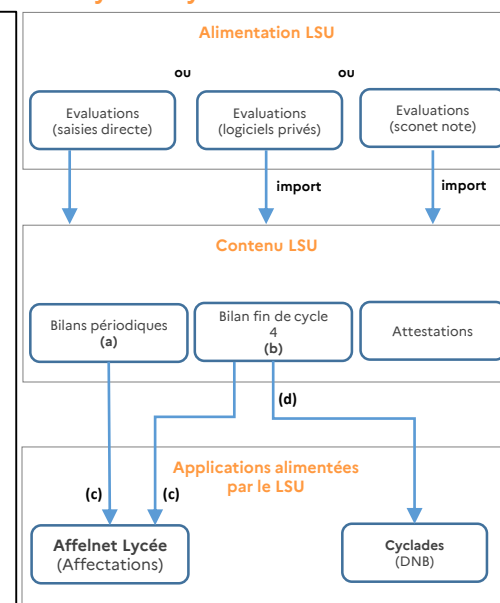 Alimentation LSU
ou
ou
Evaluations
(saisies directe)
Evaluations
(logiciels privés)
Evaluations
(sconet note)
import
import
Contenu LSU
Bilans périodiques
(a)
Bilan fin de cycle
4
(b)
Attestations
(d)
Applications alimentées
par le LSU
(c)
(c)
Affelnet Lycée
(Affectations)
Cyclades
(DNB)